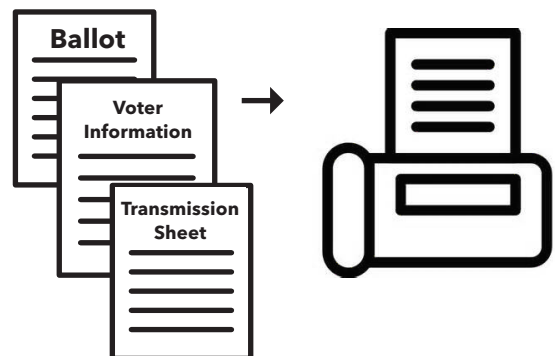 Ballot
Voter
Information
Transmission
Sheet